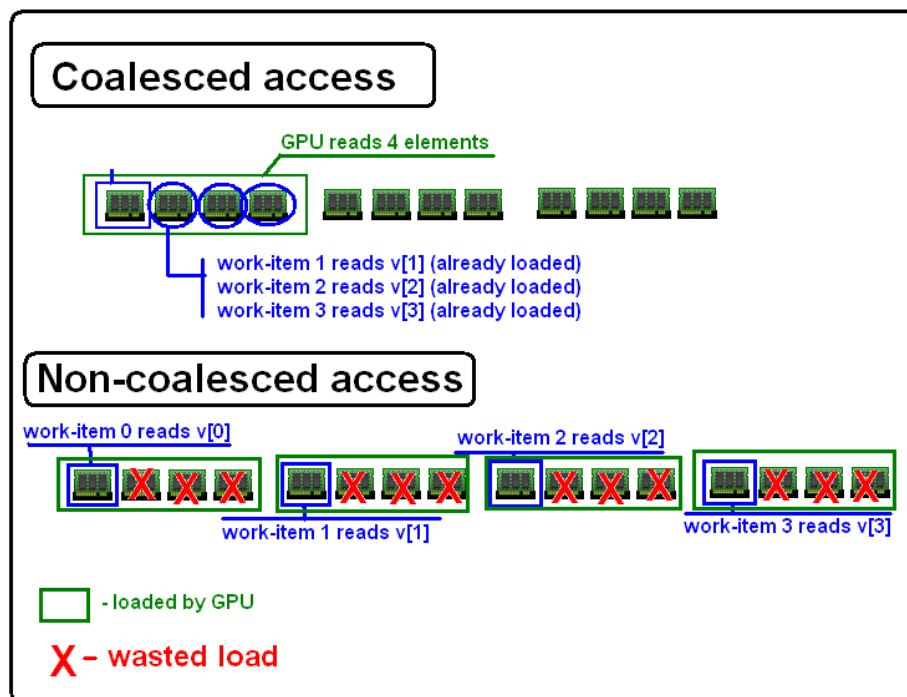 Coalesced access
GPU reads 4 elements
work-item 1 reads v[1] (already loaded)
work-item 2 reads v[2] (already loaded)
work-item 3 reads v[3] (already loaded)
Non-coalesced access
work-item 0 reads v[0]
work-item 2 reads v[2]
work-item 1 reads v[1]
work-item 3 reads v[3]
- loaded by GPU
X - wasted load